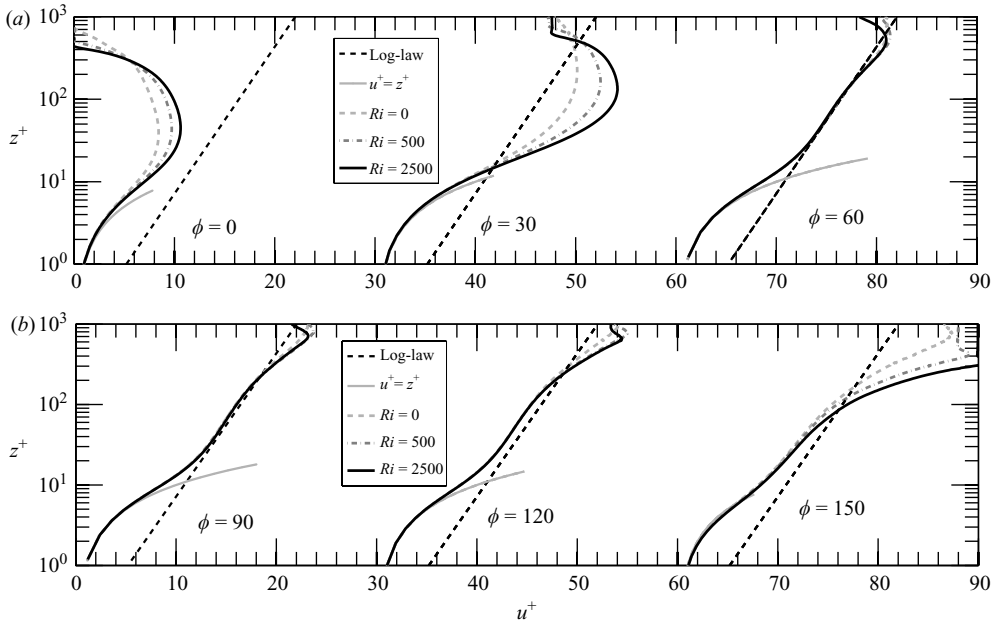 (a)
10³
10²
z⁺
10¹
10⁰
Log-law
u⁺ = z⁺
Ri = 0
Ri = 500
Ri = 2500
ϕ = 0
ϕ = 30
ϕ = 60
0 10 20 30 40 50 60 70 80 90
(b)
10³
10²
z⁺
10¹
10⁰
Log-law
u⁺ = z⁺
Ri = 0
Ri = 500
Ri = 2500
ϕ = 90
ϕ = 120
ϕ = 150
0 10 20 30 40 50 60 70 80 90
u⁺